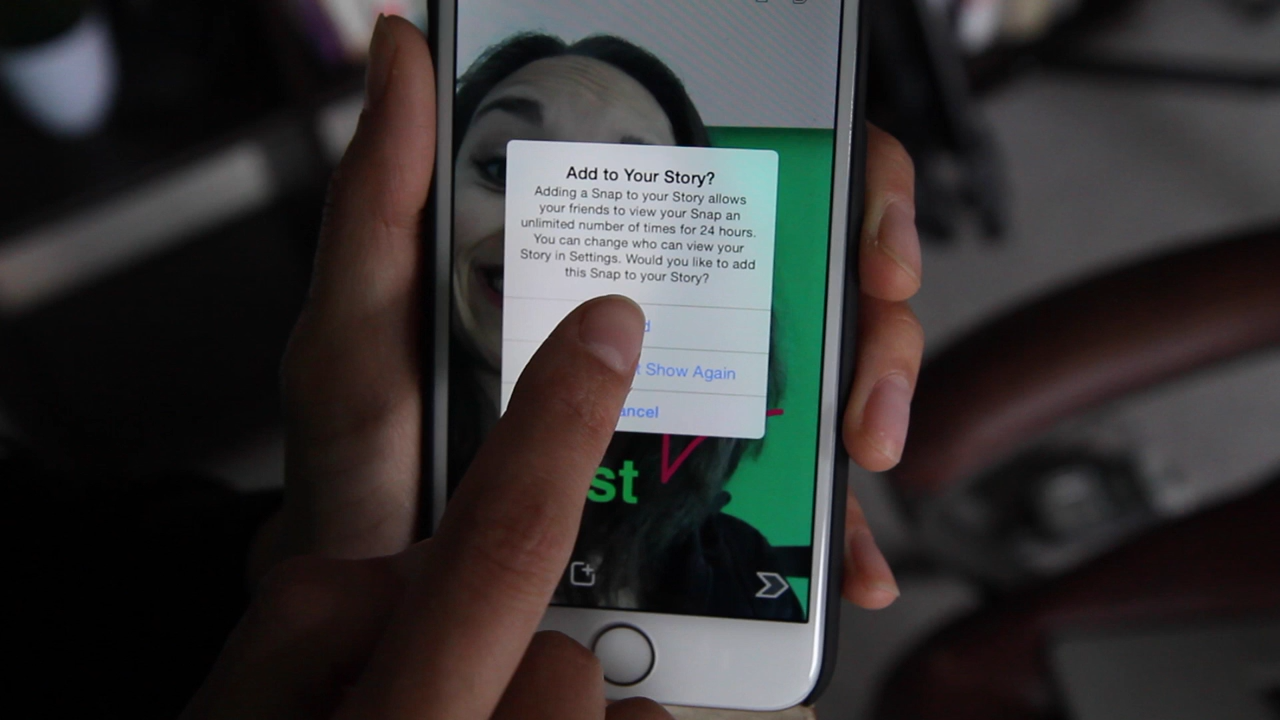 Add to Your Story?
Adding a Snap to your Story allows
your friends to view your Snap an
unlimited number of times for 24 hours.
You can change who can view your
Story in Settings. Would you like to add
this Snap to your Story?
d
t Show Again
ancel
st